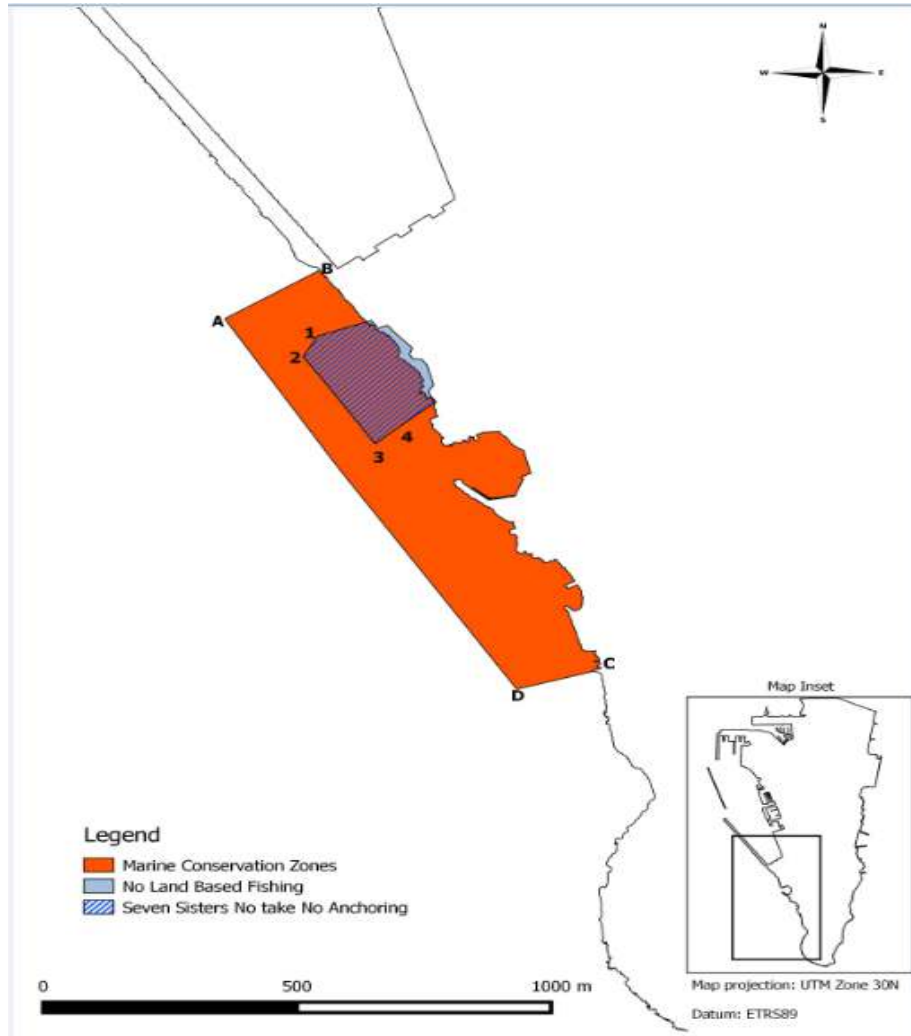 N
W E
S
B
A
1
2
4
3
C
D
Map Inset
Legend
Marine Conservation Zones
No Land Based Fishing
Seven Sisters No take No Anchoring
0 500 1000 m
Map projection: UTM Zone 30N
Datum: ETRS89